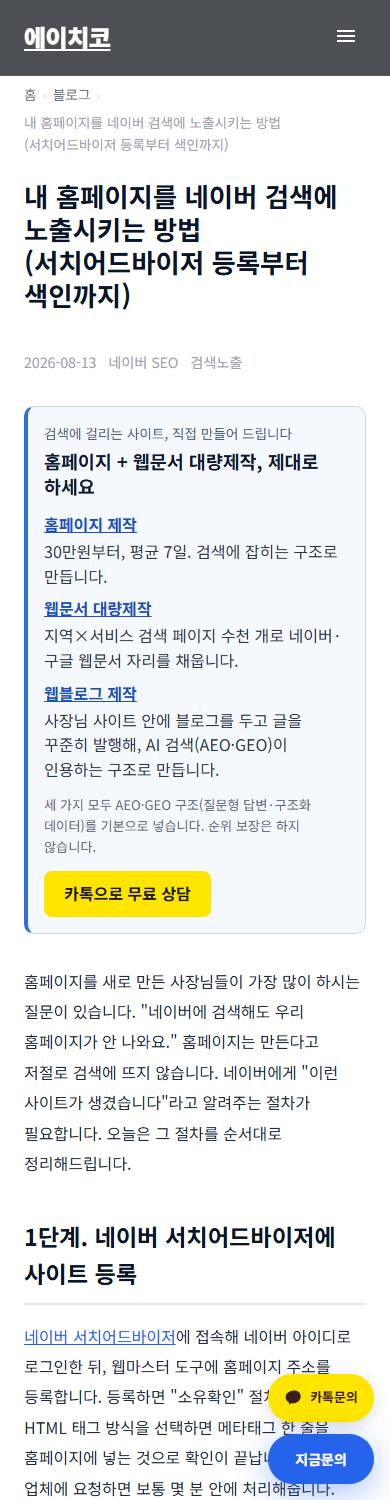 에이치코
홈 › 블로그 ›
내 홈페이지를 네이버 검색에 노출시키는 방법
(서치어드바이저 등록부터 색인까지)
내 홈페이지를 네이버 검색에
노출시키는 방법
(서치어드바이저 등록부터
색인까지)
2026-08-13 네이버 SEO 검색노출
검색에 걸리는 사이트, 직접 만들어 드립니다
홈페이지 + 웹문서 대량제작, 제대로
하세요
홈페이지 제작
30만원부터, 평균 7일. 검색에 잡히는 구조로
만듭니다.
웹문서 대량제작
지역×서비스 검색 페이지 수천 개로 네이버·
구글 웹문서 자리를 채웁니다.
웹블로그 제작
사장님 사이트 안에 블로그를 두고 글을
꾸준히 발행해, AI 검색(AEO·GEO)이
인용하는 구조로 만듭니다.
세 가지 모두 AEO·GEO 구조(질문형 답변·구조화
데이터)를 기본으로 넣습니다. 순위 보장은 하지
않습니다.
카톡으로 무료 상담
홈페이지를 새로 만든 사장님들이 가장 많이 하시는
질문이 있습니다. "네이버에 검색해도 우리
홈페이지가 안 나와요." 홈페이지는 만든다고
저절로 검색에 뜨지 않습니다. 네이버에게 "이런
사이트가 생겼습니다"라고 알려주는 절차가
필요합니다. 오늘은 그 절차를 순서대로
정리해드립니다.
1단계. 네이버 서치어드바이저에
사이트 등록
네이버 서치어드바이저에 접속해 네이버 아이디로
로그인한 뒤, 웹마스터 도구에 홈페이지 주소를
등록합니다. 등록하면 "소유확인"
카톡문의
HTML 태그 방식을 선택하면 메타태그 한 줄을
홈페이지에 넣는 것으로 확인이
지금문의
업체에 요청하면 보통 몇 분 안에 처리해줍니다.